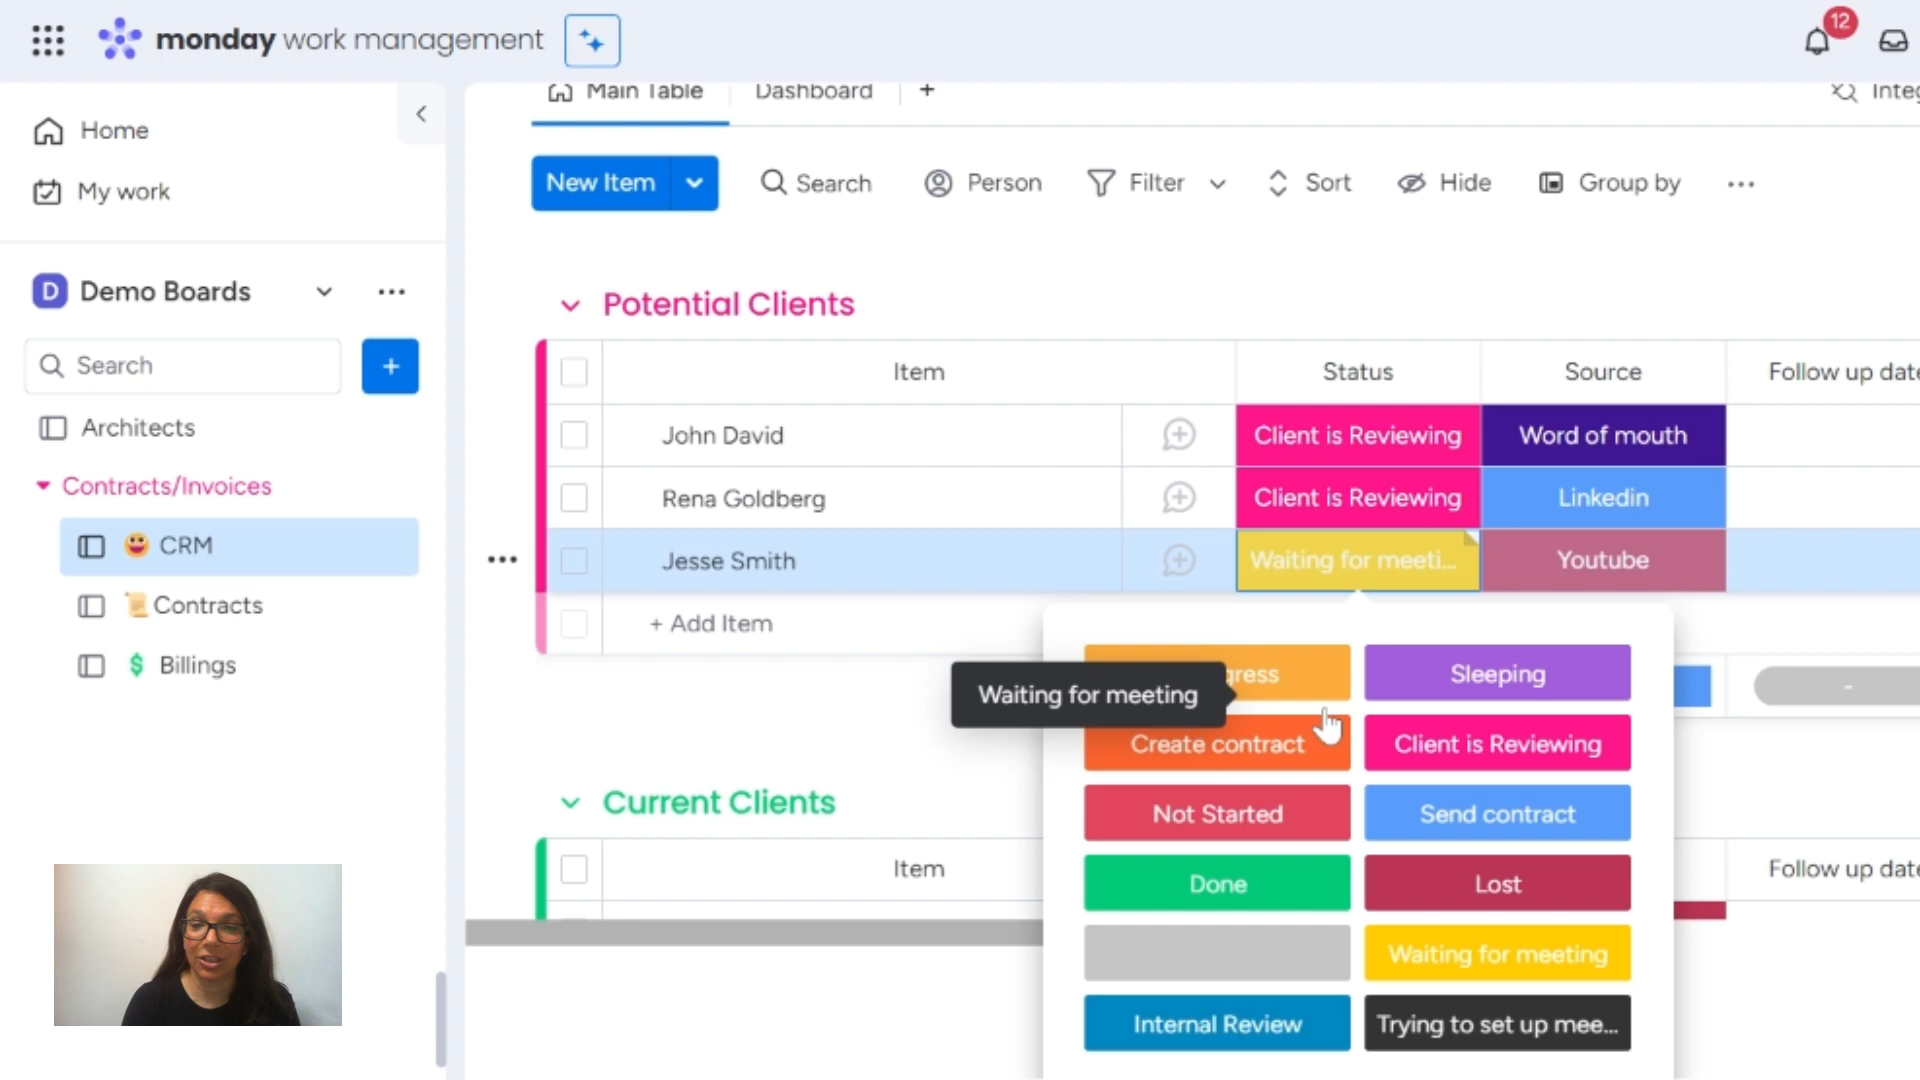 monday work management
12
Home
My work
D Demo Boards
Search
+
Architects
Contracts/Invoices
CRM
Contracts
$ Billings
Main Table
Dashboard
+
New Item
Search
Person
Filter
Sort
Hide
Group by
Potential Clients
Item
Status
Source
John David
Client is Reviewing
Word of mouth
Rena Goldberg
Client is Reviewing
Linkedin
Jesse Smith
Waiting for meeti...
Youtube
+ Add Item
-
Waiting for meeting
Sleeping
Create contract
Client is Reviewing
Not Started
Send contract
Done
Lost
Waiting for meeting
Internal Review
Trying to set up mee...
Current Clients
Item
Follow up
Follow up